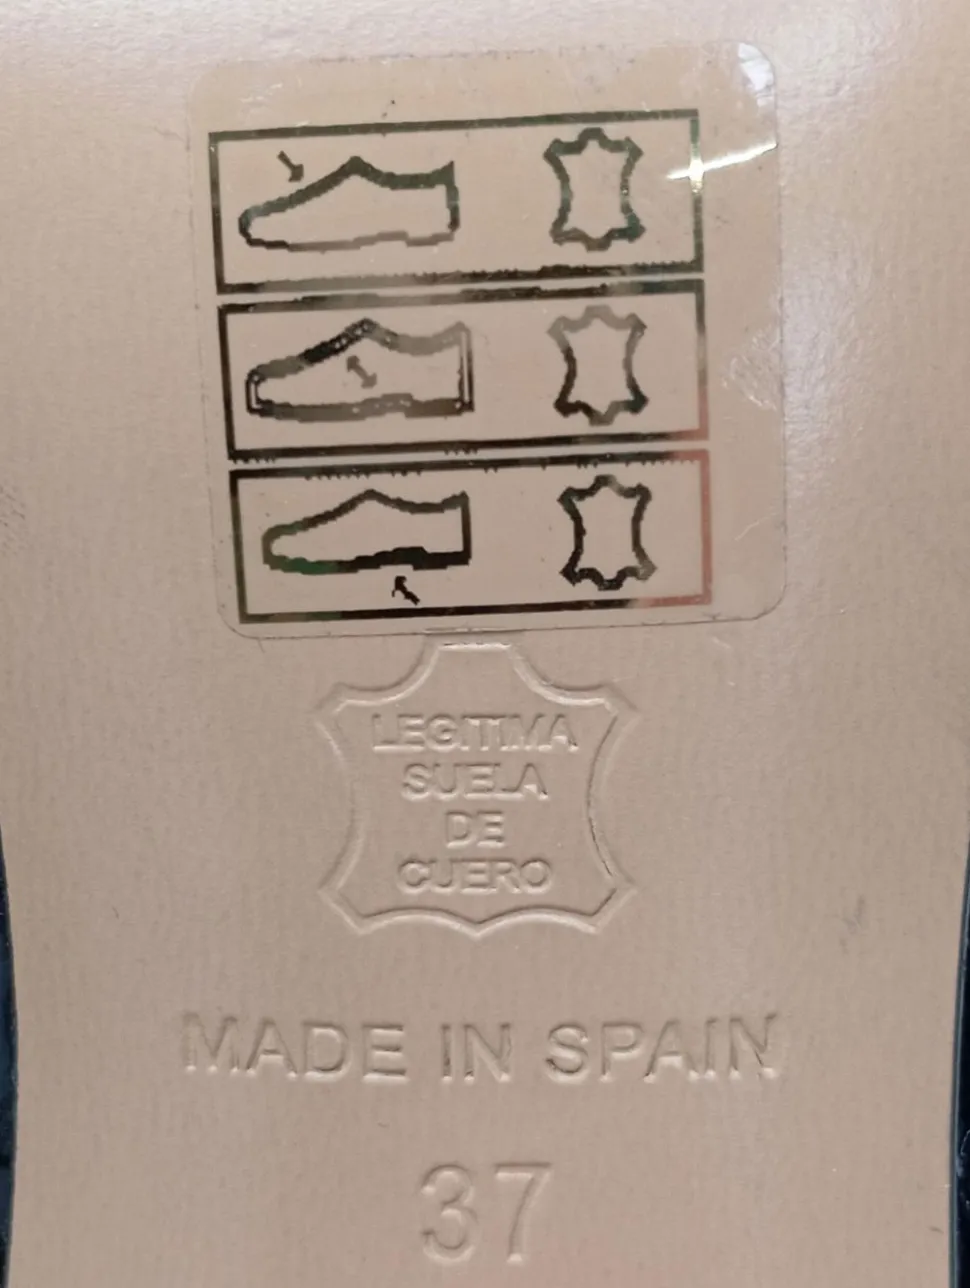 LEGITIMA
SUELA
DE
CUERO
MADE IN SPAIN
37